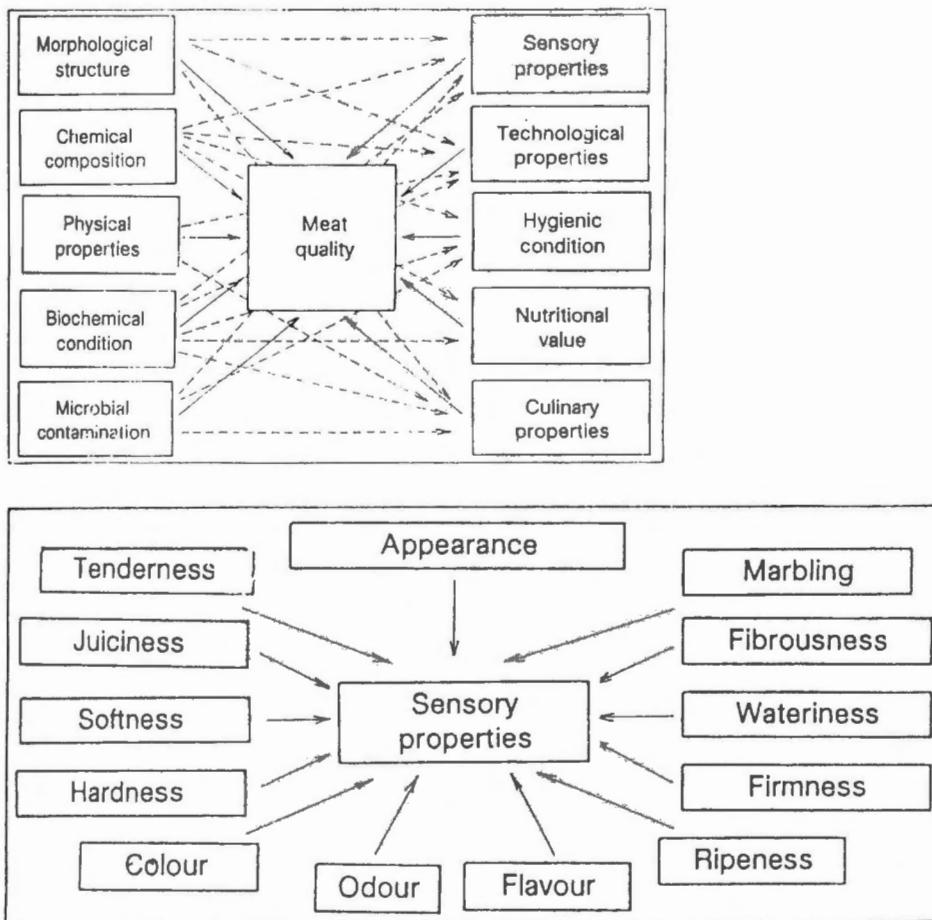 Morphological
structure
Chemical
composition
Physical
properties
Biochemical
condition
Microbial
contamination
Meat
quality
Sensory
properties
Technological
properties
Hygienic
condition
Nutritional
value
Culinary
properties
Appearance
Tenderness
Juiciness
Softness
Hardness
Colour
Odour
Flavour
Ripeness
Firmness
Wateriness
Fibrousness
Marbling
Sensory
properties